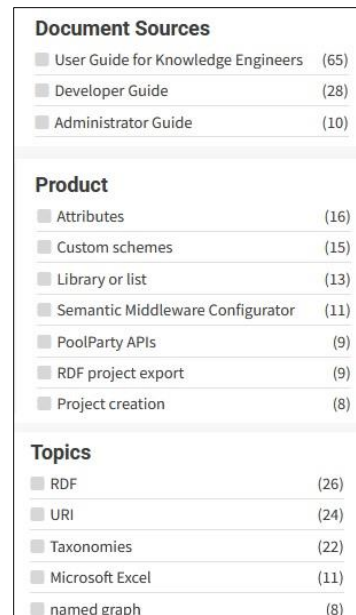 Document Sources
User Guide for Knowledge Engineers (65)
Developer Guide (28)
Administrator Guide (10)
Product
Attributes (16)
Custom schemes (15)
Library or list (13)
Semantic Middleware Configurator (11)
PoolParty APIs (9)
RDF project export (9)
Project creation (8)
Topics
RDF (26)
URI (24)
Taxonomies (22)
Microsoft Excel (11)
named graph (8)